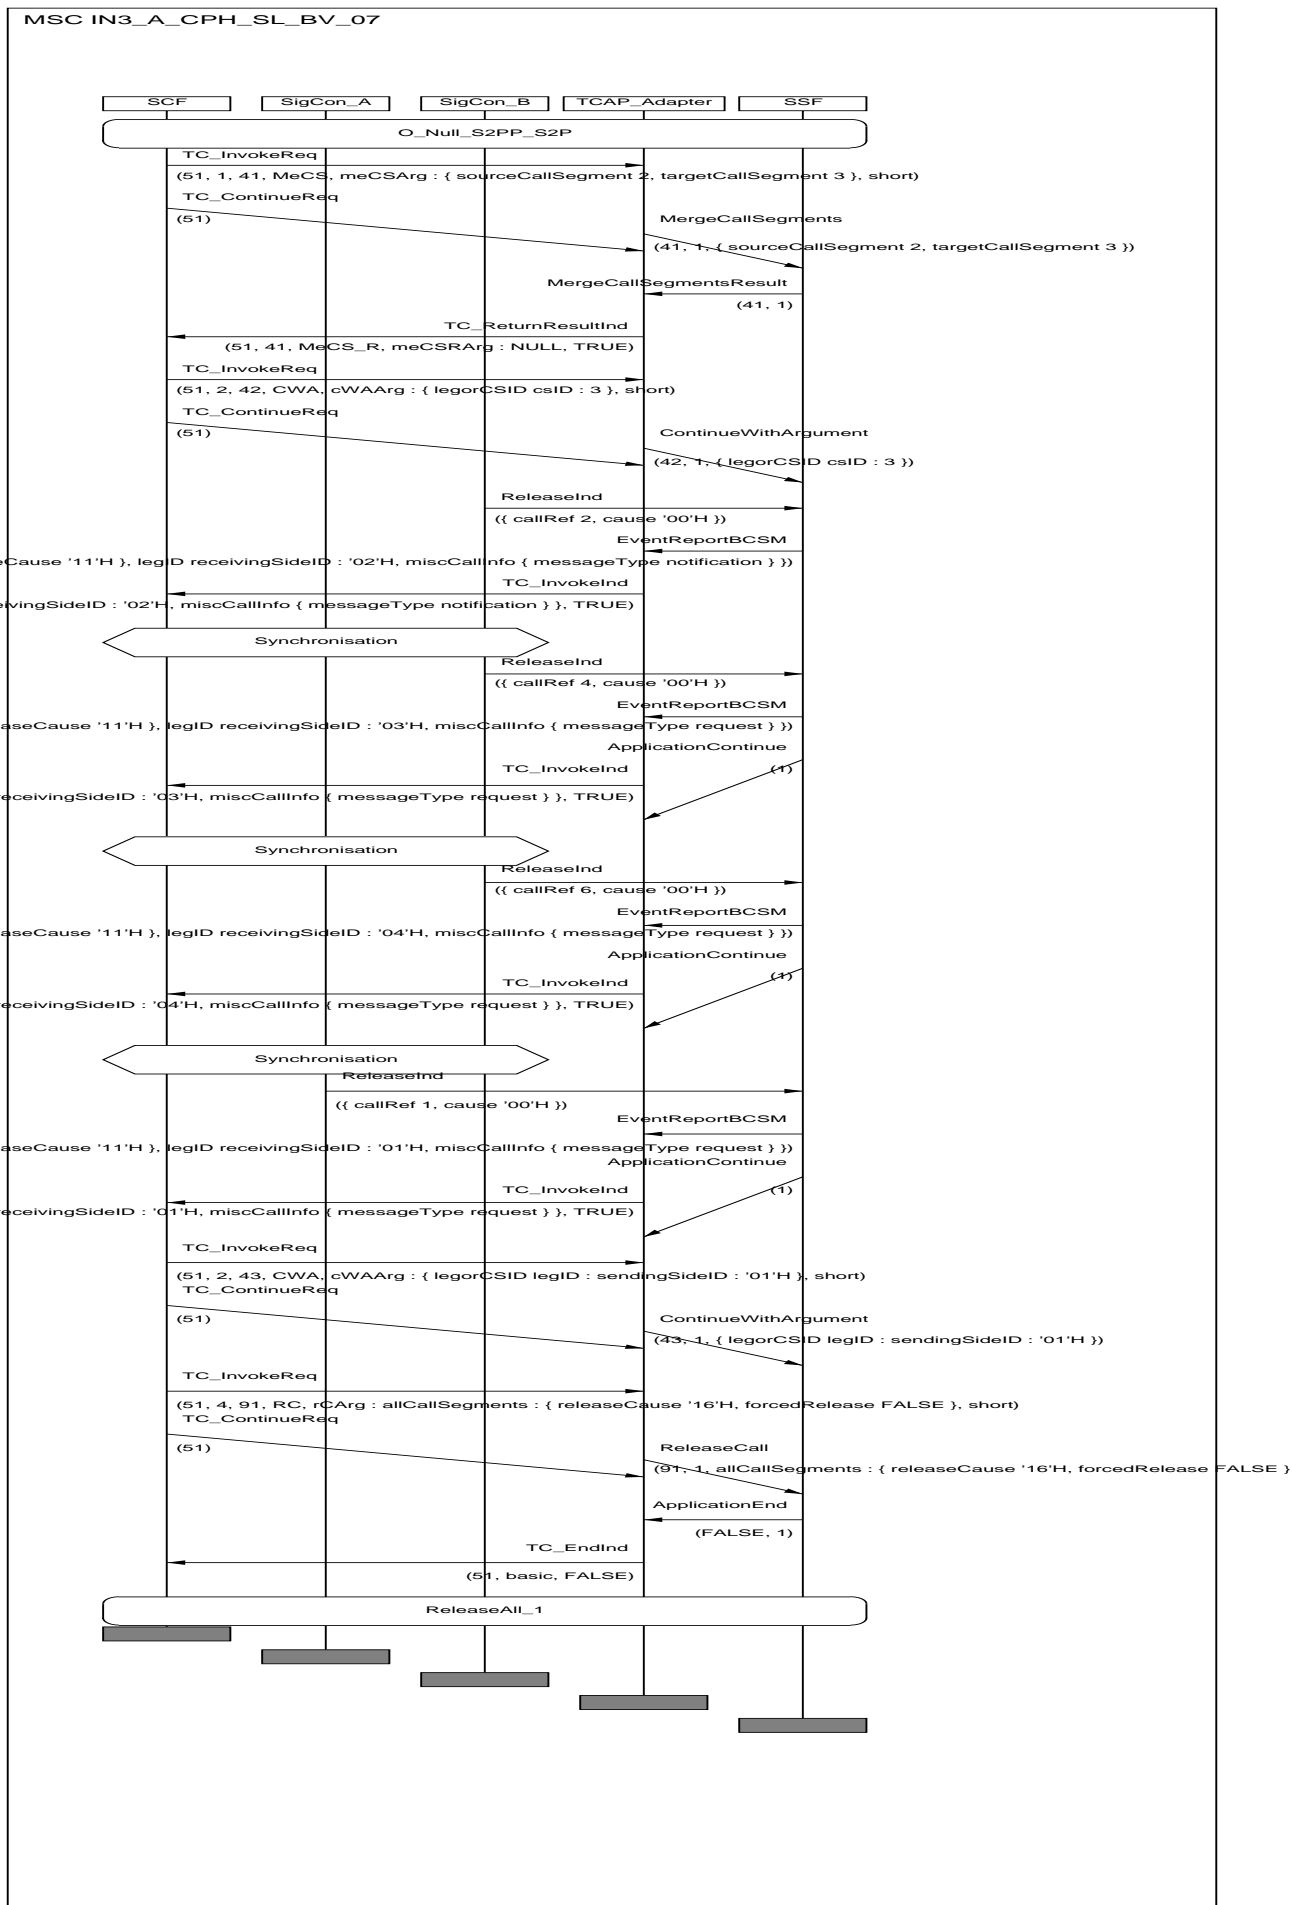 MSC IN3_A_CPH_SL_BV_07
SCF SigCon_A SigCon_B TCAP_Adapter SSF
O_Null_S2PP_S2P
TC_InvokeReq
(51, 1, 41, MeCS, meCSArg : { sourceCallSegment 2, targetCallSegment 3 }, short)
TC_ContinueReq
(51)
MergeCallSegments
(41, 1, { sourceCallSegment 2, targetCallSegment 3 })
MergeCallSegmentsResult
(41, 1)
TC_ReturnResultInd
(51, 41, MeCS_R, meCSRArg : NULL, TRUE)
TC_InvokeReq
(51, 2, 42, CWA, cWAArg : { legorCSID csID : 3 }, short)
TC_ContinueReq
(51)
ContinueWithArgument
(42, 1, { legorCSID csID : 3 })
ReleaseInd
({ callRef 2, cause '00'H })
EventReportBCSM
eCause '11'H }, legID receivingSideID : '02'H, miscCallInfo { messageType notification } })
TC_InvokeInd
eivingSideID : '02'H, miscCallInfo { messageType notification } }, TRUE)
Synchronisation
ReleaseInd
({ callRef 4, cause '00'H })
EventReportBCSM
aseCause '11'H }, legID receivingSideID : '03'H, miscCallInfo { messageType request } })
ApplicationContinue
(1)
TC_InvokeInd
eceivingSideID : '03'H, miscCallInfo { messageType request } }, TRUE)
Synchronisation
ReleaseInd
({ callRef 6, cause '00'H })
EventReportBCSM
aseCause '11'H }, legID receivingSideID : '04'H, miscCallInfo { messageType request } })
ApplicationContinue
(1)
TC_InvokeInd
eceivingSideID : '04'H, miscCallInfo { messageType request } }, TRUE)
Synchronisation
ReleaseInd
({ callRef 1, cause '00'H })
EventReportBCSM
aseCause '11'H }, legID receivingSideID : '01'H, miscCallInfo { messageType request } })
ApplicationContinue
(1)
TC_InvokeInd
eceivingSideID : '01'H, miscCallInfo { messageType request } }, TRUE)
TC_InvokeReq
(51, 2, 43, CWA, cWAArg : { legorCSID legID : sendingSideID : '01'H }, short)
TC_ContinueReq
(51)
ContinueWithArgument
(43, 1, { legorCSID legID : sendingSideID : '01'H })
TC_InvokeReq
(51, 4, 91, RC, rCArg : allCallSegments : { releaseCause '16'H, forcedRelease FALSE }, short)
TC_ContinueReq
(51)
ReleaseCall
(91, 1, allCallSegments : { releaseCause '16'H, forcedRelease FALSE }
ApplicationEnd
(FALSE, 1)
TC_EndInd
(51, basic, FALSE)
ReleaseAll_1